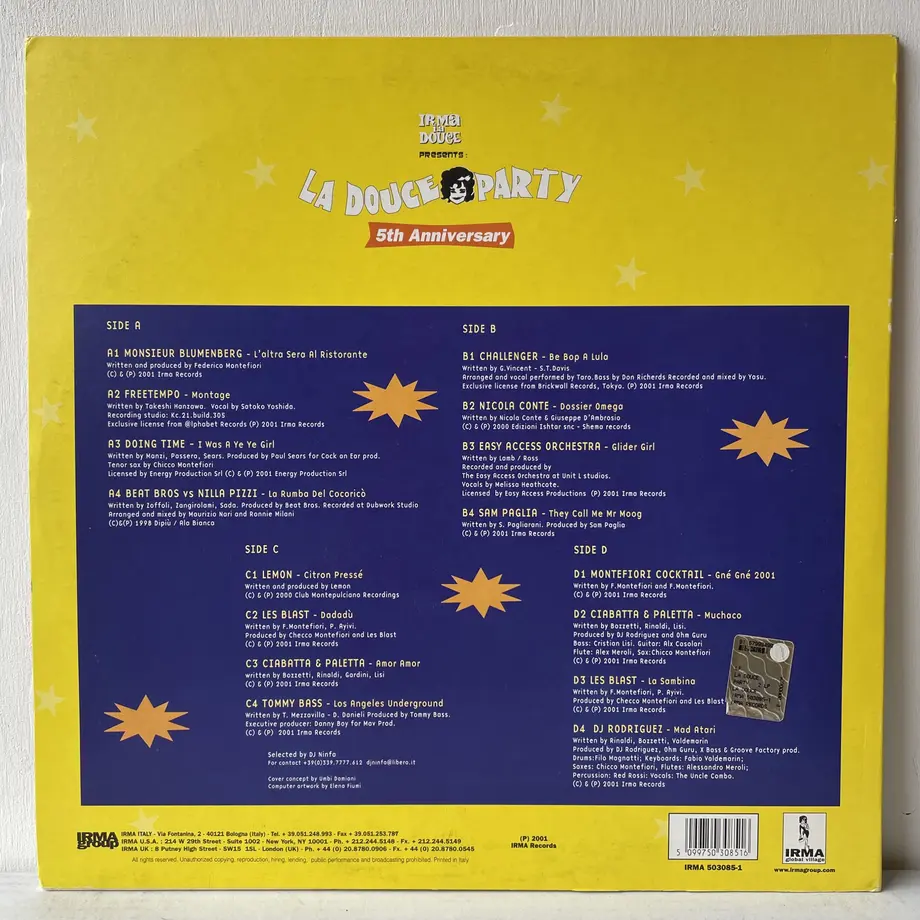 IRMa
la
DOUCE
PRESENTS:
LA DOUCE PARTY
5th Anniversary
SIDE A
A1 MONSIEUR BLUMENBERG - L'altra Sera Al Ristorante
Written and produced by Federico Montefiori
(C) & (P) 2001 Irma Records
A2 FREETEMPO - Montage
Written by Takeshi Hanzawa. Vocal by Satoko Yoshida.
Recording studio: Kc.21.build.305
Exclusive license from @lphabet Records (P) 2001 Irma Records
A3 DOING TIME - I Was A Ye Ye Girl
Written by Manzi, Passero, Sears. Produced by Paul Sears for Cock an Ear prod.
Tenor sax by Chicco Montefiori
Licensed by Energy Production Srl (C) & (P) 2001 Energy Production Srl
A4 BEAT BROS vs NILLA PIZZI - La Rumba Del Cocoricò
Written by Ioffoli, Zangirolami, Sada. Produced by Beat Bros. Recorded at Dubwork Studio
Arranged and mixed by Maurizio Nari and Ronnie Milani
(C)&(P) 1998 Dipiù / Ala Bianca
SIDE B
B1 CHALLENGER - Be Bop A Lula
Written by G.Vincent - S.T.Davis
Arranged and vocal performed by Taro.Bass by Don Richerds Recorded and mixed by Yasu.
Exclusive license from Brickwall Records, Tokyo. (P) 2001 Irma Records
B2 NICOLA CONTE - Dossier Omega
Written by Nicola Conte & Giuseppe D'Ambrosio
(C) & (P) 2000 Edizioni Ishtar snc - Shema records
B3 EASY ACCESS ORCHESTRA - Glider Girl
Written by Lamb / Ross
Recorded and produced by
The Easy Access Orchestra at Unit L studios.
Vocals by Melissa Heathcote.
Licensed by Easy Access Productions (P) 2001 Irma Records
B4 SAM PAGLIA - They Call Me Mr Moog
Written by S. Pagliarani. Produced by Sam Paglia
(C) & (P) 2001 Irma Records
SIDE C
C1 LEMON - Citron Pressé
Written and produced by Lemon
(C) & (P) 2000 Club Montepulciano Recordings
C2 LES BLAST - Dadadù
Written by F.Montefiori, P. Ayivi.
Produced by Checco Montefiori and Les Blast
(C) & (P) 2001 Irma Records
C3 CIABATTA & PALETTA - Amor Amor
Written by Bozzetti, Rinaldi, Gardini, Lisi
(C) & (P) 2001 Irma Records
C4 TOMMY BASS - Los Angeles Underground
Written by T. Mezzavilla - D. Danieli Produced by Tommy Bass.
Executive producer: Danny Boy for Mav Prod.
(C) & (P) 2001 Irma Records
Selected by DJ Ninfa
For contact +39(0)339.7777.612 djninfa@libero.it
Cover concept by Umbi Damiani
Computer artwork by Elena Fiumi
SIDE D
D1 MONTEFIORI COCKTAIL - Gné Gné 2001
Written by F.Montefiori and F.Montefiori.
(C) & (P) 2001 Irma Records
D2 CIABATTA & PALETTA - Muchaco
Written by Bozzetti, Rinaldi, Lisi.
Produced by DJ Rodriguez and Ohm Guru
Bass: Cristian Lisi. Guitar: Alx Casolari
Flute: Alex Meroli, Sax:Chicco Montefiori
(C) & (P) 2001 Irma Records
D3 LES BLAST - La Sambina
Written by F.Montefiori, P. Ayivi.
Produced by Checco Montefiori and Les Blast
(C) & (P) 2001 Irma Records
D4 DJ RODRIGUEZ - Mad Atari
Written by Rinaldi, Bozzetti, Valdemarin
Produced by DJ Rodriguez, Ohm Guru, X Bass & Groove Factory prod.
Drums:Filo Magnatti; Keyboards: Fabio Valdemarin;
Saxes: Chicco Montefiori, Flutes: Alessandro Meroli;
Percussion: Red Rossi: Vocals: The Uncle Combo.
(C) & (P) 2001 Irma Records
IRMA
group
IRMA ITALY - Via Fontanina, 2 - 40121 Bologna (Italy) - Tel. + 39.051.248.993 - Fax + 39.051.253.787
IRMA U.S.A. : 214 W 29th Street - Suite 1002 - New York, NY 10001 - Ph. + 212.244.5148 - Fax. + 212.244.5149
IRMA UK : 8 Putney High Street - SW15 1SL - London (UK) - Ph. + 44 (0) 20.8780.0906 - Fax + 44 (0) 20.8780.0545
All rights reserved. Unauthorized copying, reproduction, hiring, lending, public performance and broadcasting prohibited. Printed in Italy
(P) 2001
IRMA Records
5 099750 308516
IRMA 503085-1
IRMA
global village
www.irmagroup.com